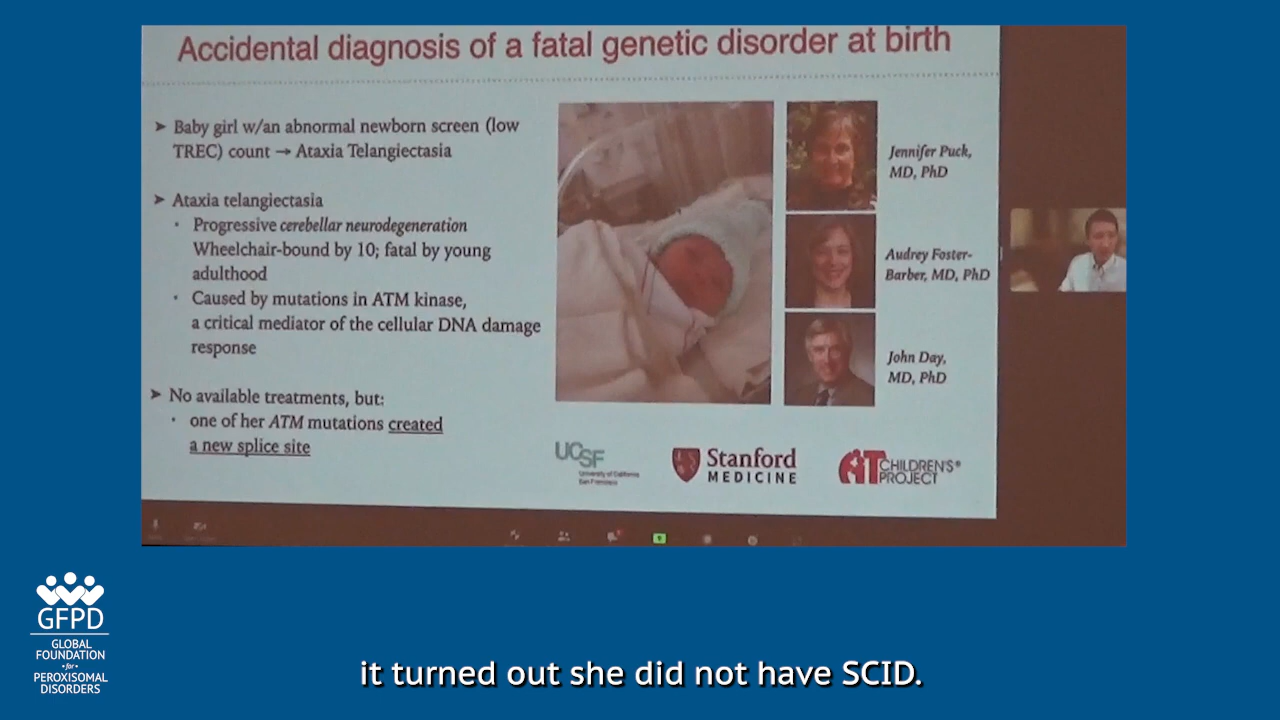 Accidental diagnosis of a fatal genetic disorder at birth
➤ Baby girl w/an abnormal newborn screen (low
TREC) count → Ataxia Telangiectasia
➤ Ataxia telangiectasia
· Progressive cerebellar neurodegeneration
Wheelchair-bound by 10; fatal by young
adulthood
· Caused by mutations in ATM kinase,
a critical mediator of the cellular DNA damage
response
➤ No available treatments, but:
· one of her ATM mutations created
a new splice site
Jennifer Puck,
MD, PhD
Audrey Foster-
Barber, MD, PhD
John Day,
MD, PhD
UCSF
University of California
San Francisco
Stanford
MEDICINE
AT CHILDREN'S®
PROJECT
GFPD
GLOBAL
FOUNDATION
·for·
PEROXISOMAL
DISORDERS
it turned out she did not have SCID.